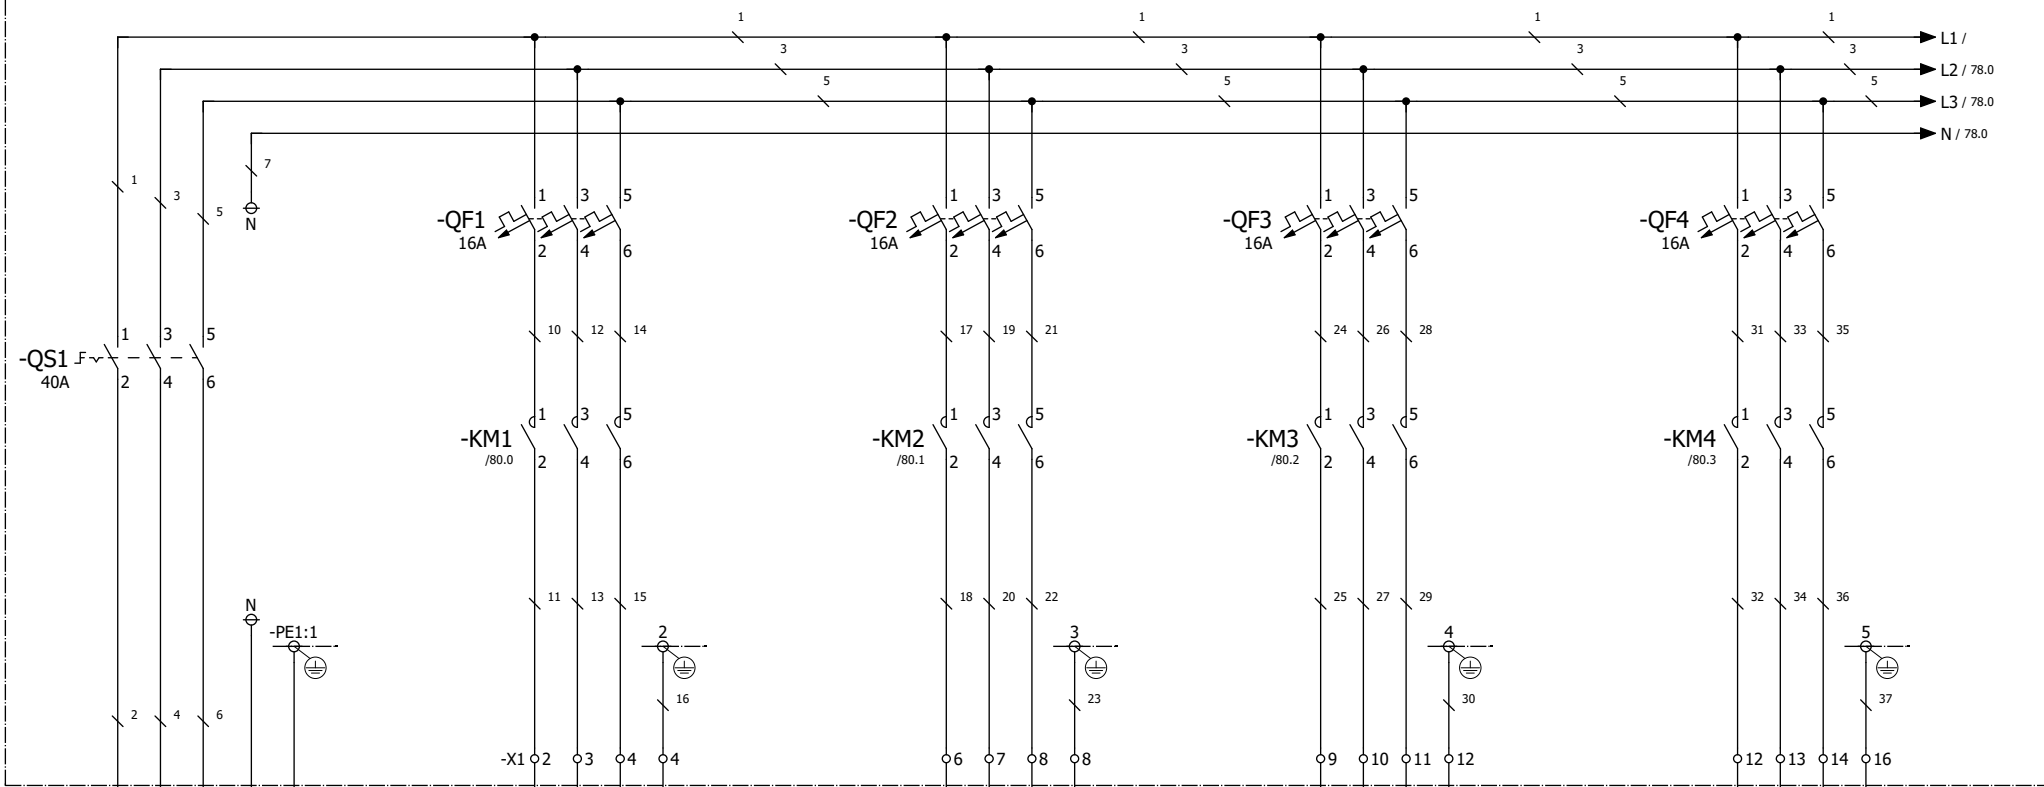 1 1 1 1
L1 /
3 3 3 3
L2 / 78.0
5 5 5 5
L3 / 78.0
N / 78.0
7
1
3
5
N
1 3 5 1 3 5 1 3 5 1 3 5
-QF1 -QF2 -QF3 -QF4
16A 16A 16A 16A
2 4 6 2 4 6 2 4 6 2 4 6
1 3 5
10 12 14 17 19 21 24 26 28 31 33 35
-QS1
40A
2 4 6
1 3 5 1 3 5 1 3 5 1 3 5
-KM1 -KM2 -KM3 -KM4
/80.0 /80.1 /80.2 /80.3
2 4 6 2 4 6 2 4 6 2 4 6
N
11 13 15 18 20 22 25 27 29 32 34 36
-PE1:1 2 3 4 5
16 23 30 37
2 4 6
-X1 2 3 4 4 6 7 8 8 9 10 11 12 12 13 14 16